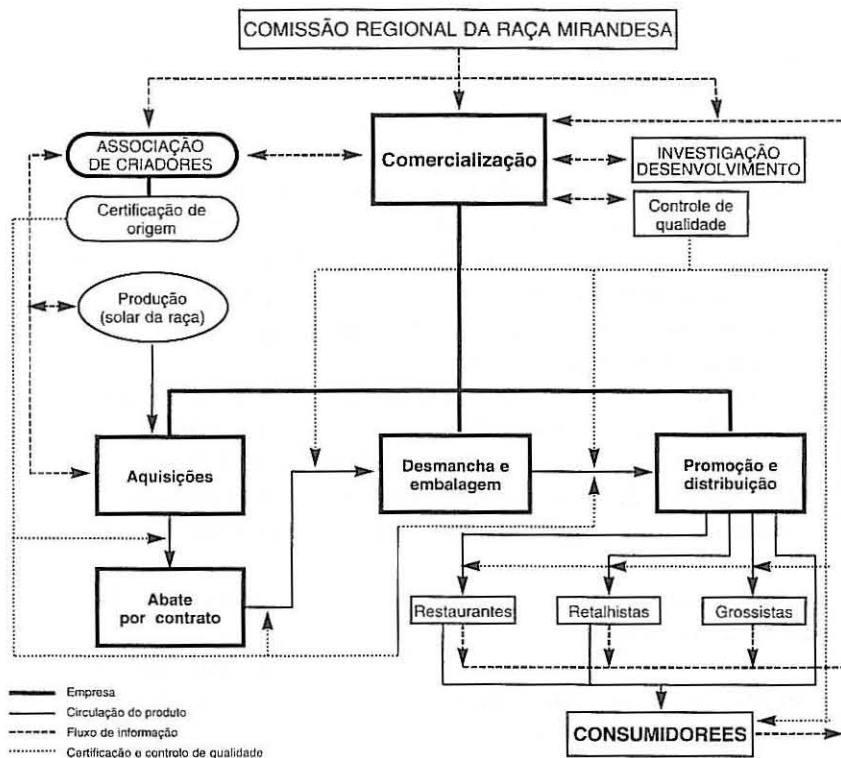 COMISSÃO REGIONAL DA RAÇA MIRANDESA
ASSOCIAÇÃO
DE CRIADORES
Comercialização
INVESTIGAÇÃO
DESENVOLVIMENTO
Certificação de
origem
Controle de
qualidade
Produção
(solar da raça)
Aquisições
Desmancha e
embalagem
Promoção e
distribuição
Abate
por contrato
Restaurantes
Retalhistas
Grossistas
CONSUMIDOREES
Empresa
Circulação do produto
Fluxo de informação
Certificação e controlo de qualidade